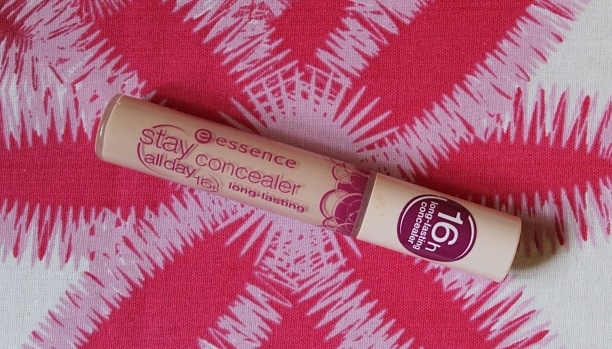 essence
stay
all day 16h
concealer
long-lasting
16h
long-lasting
concealer